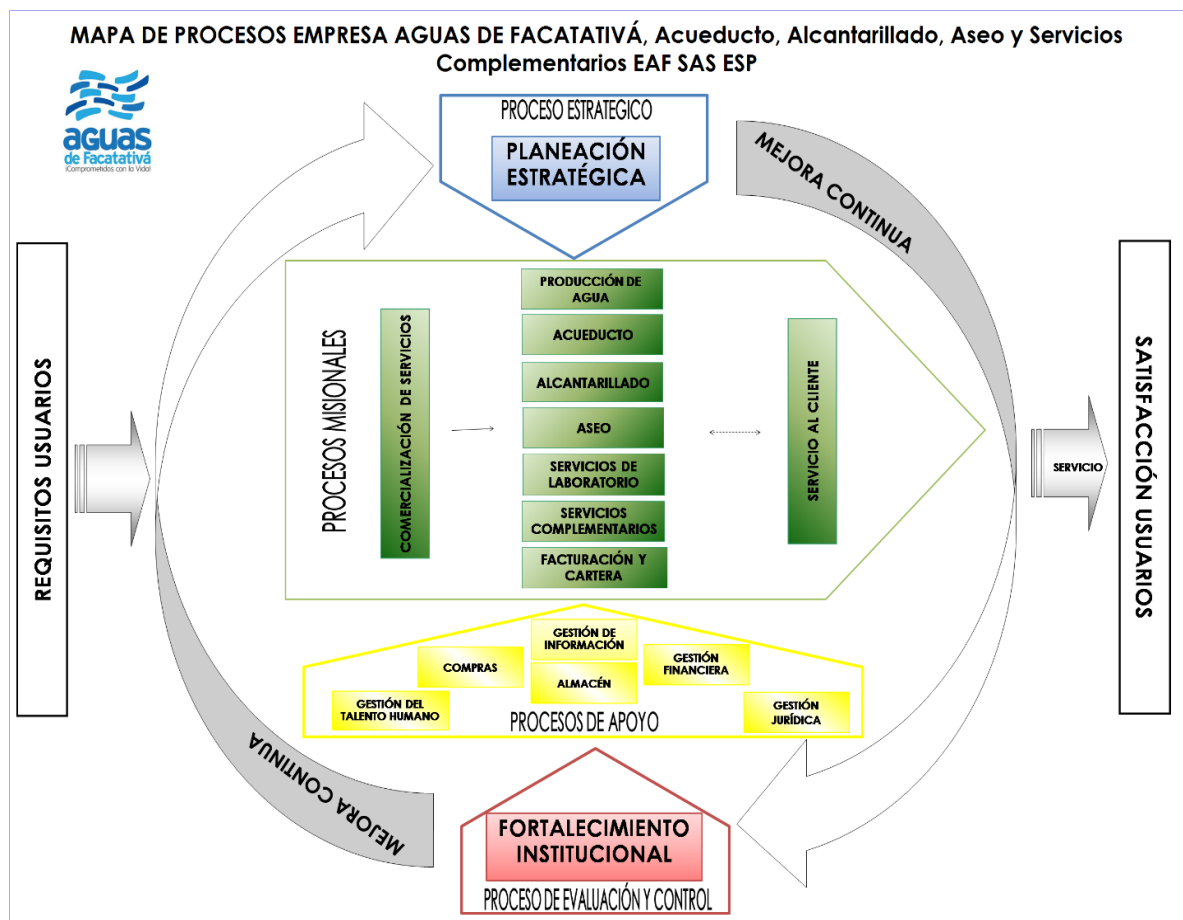 MAPA DE PROCESOS EMPRESA AGUAS DE FACATATIVÁ, Acueducto, Alcantarillado, Aseo y Servicios
Complementarios EAF SAS ESP
aguas
de Facatativá
¡Comprometidos con la Vida!
PROCESO ESTRATEGICO
PLANEACIÓN
ESTRATÉGICA
MEJORA CONTINUA
REQUISITOS USUARIOS
PROCESOS MISIONALES
COMERCIALIZACIÓN DE SERVICIOS
PRODUCCIÓN DE
AGUA
ACUEDUCTO
ALCANTARILLADO
ASEO
SERVICIOS DE
LABORATORIO
SERVICIOS
COMPLEMENTARIOS
FACTURACIÓN Y
CARTERA
SERVICIO AL CLIENTE
SERVICIO
SATISFACCIÓN USUARIOS
GESTIÓN DE
INFORMACIÓN
COMPRAS
GESTIÓN
FINANCIERA
ALMACÉN
GESTIÓN DEL
TALENTO HUMANO
GESTIÓN
JURÍDICA
PROCESOS DE APOYO
MEJORA CONTINUA
FORTALECIMIENTO
INSTITUCIONAL
PROCESO DE EVALUACIÓN Y CONTROL